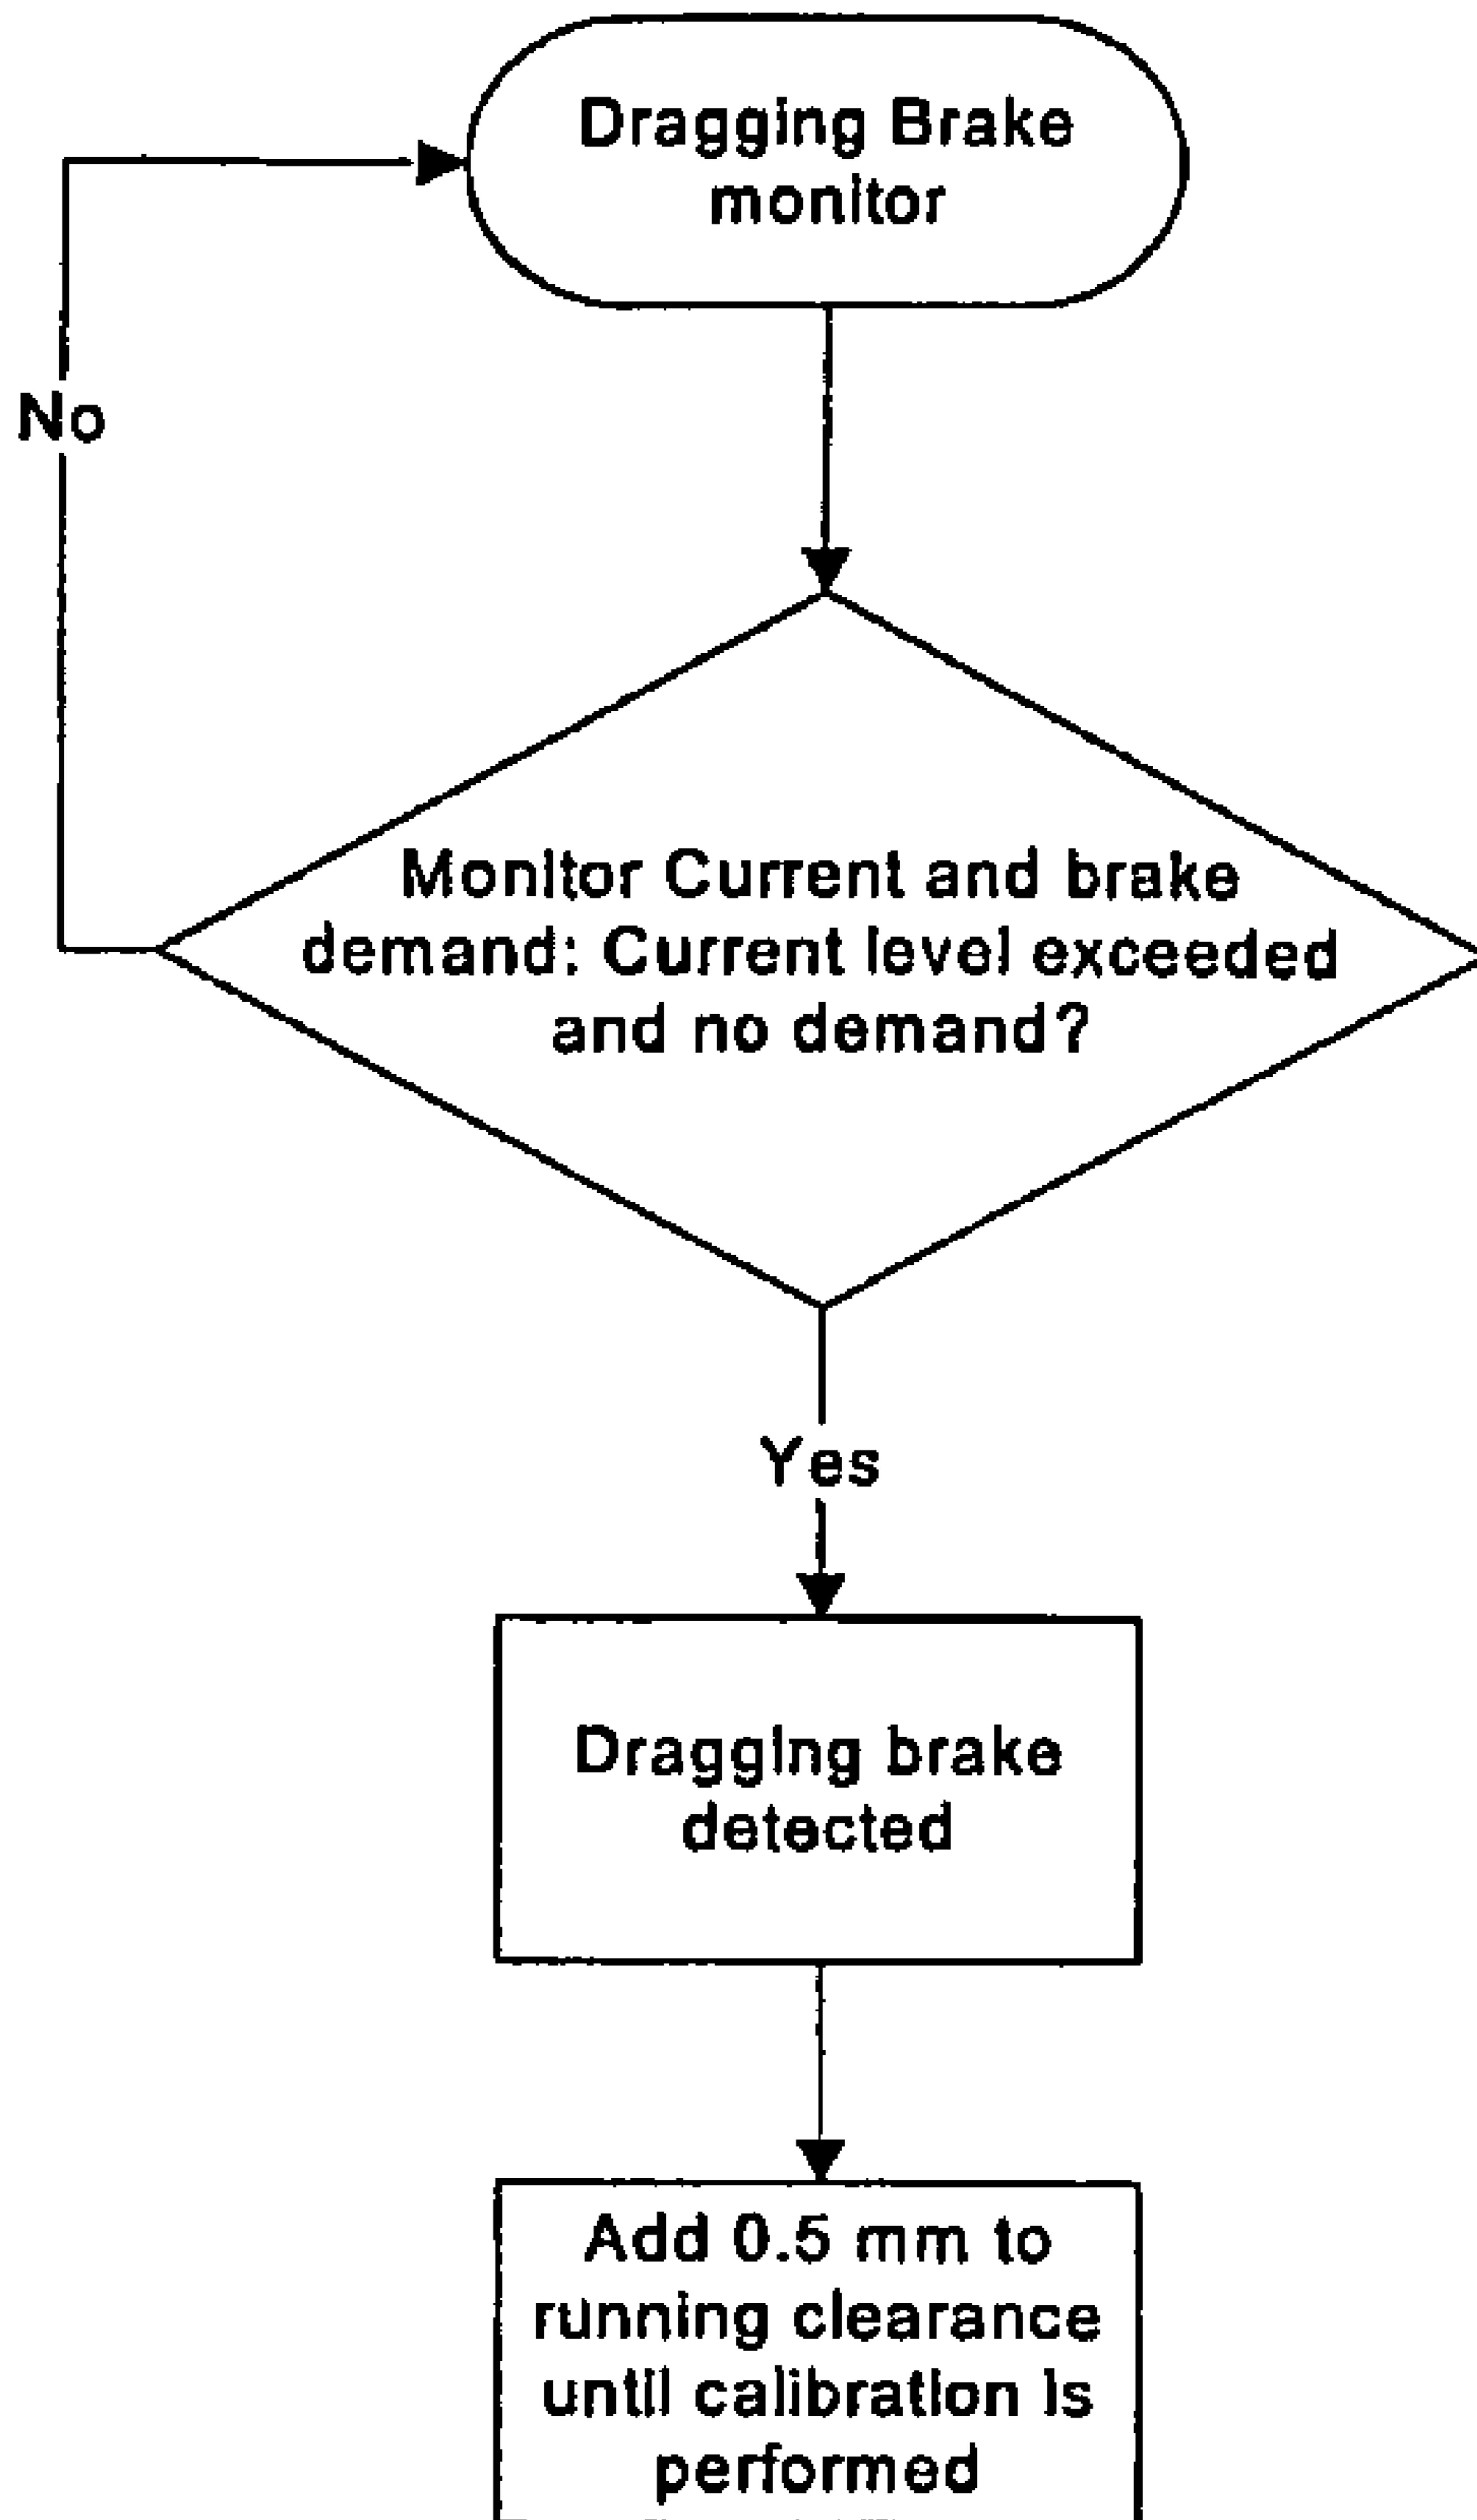 Dragging Brake
monitor
No
Monitor Current and brake
demand: Current level exceeded
and no demand?
Yes
Dragging brake
detected
Add 0.5 mm to
running clearance
until calibration is
performed